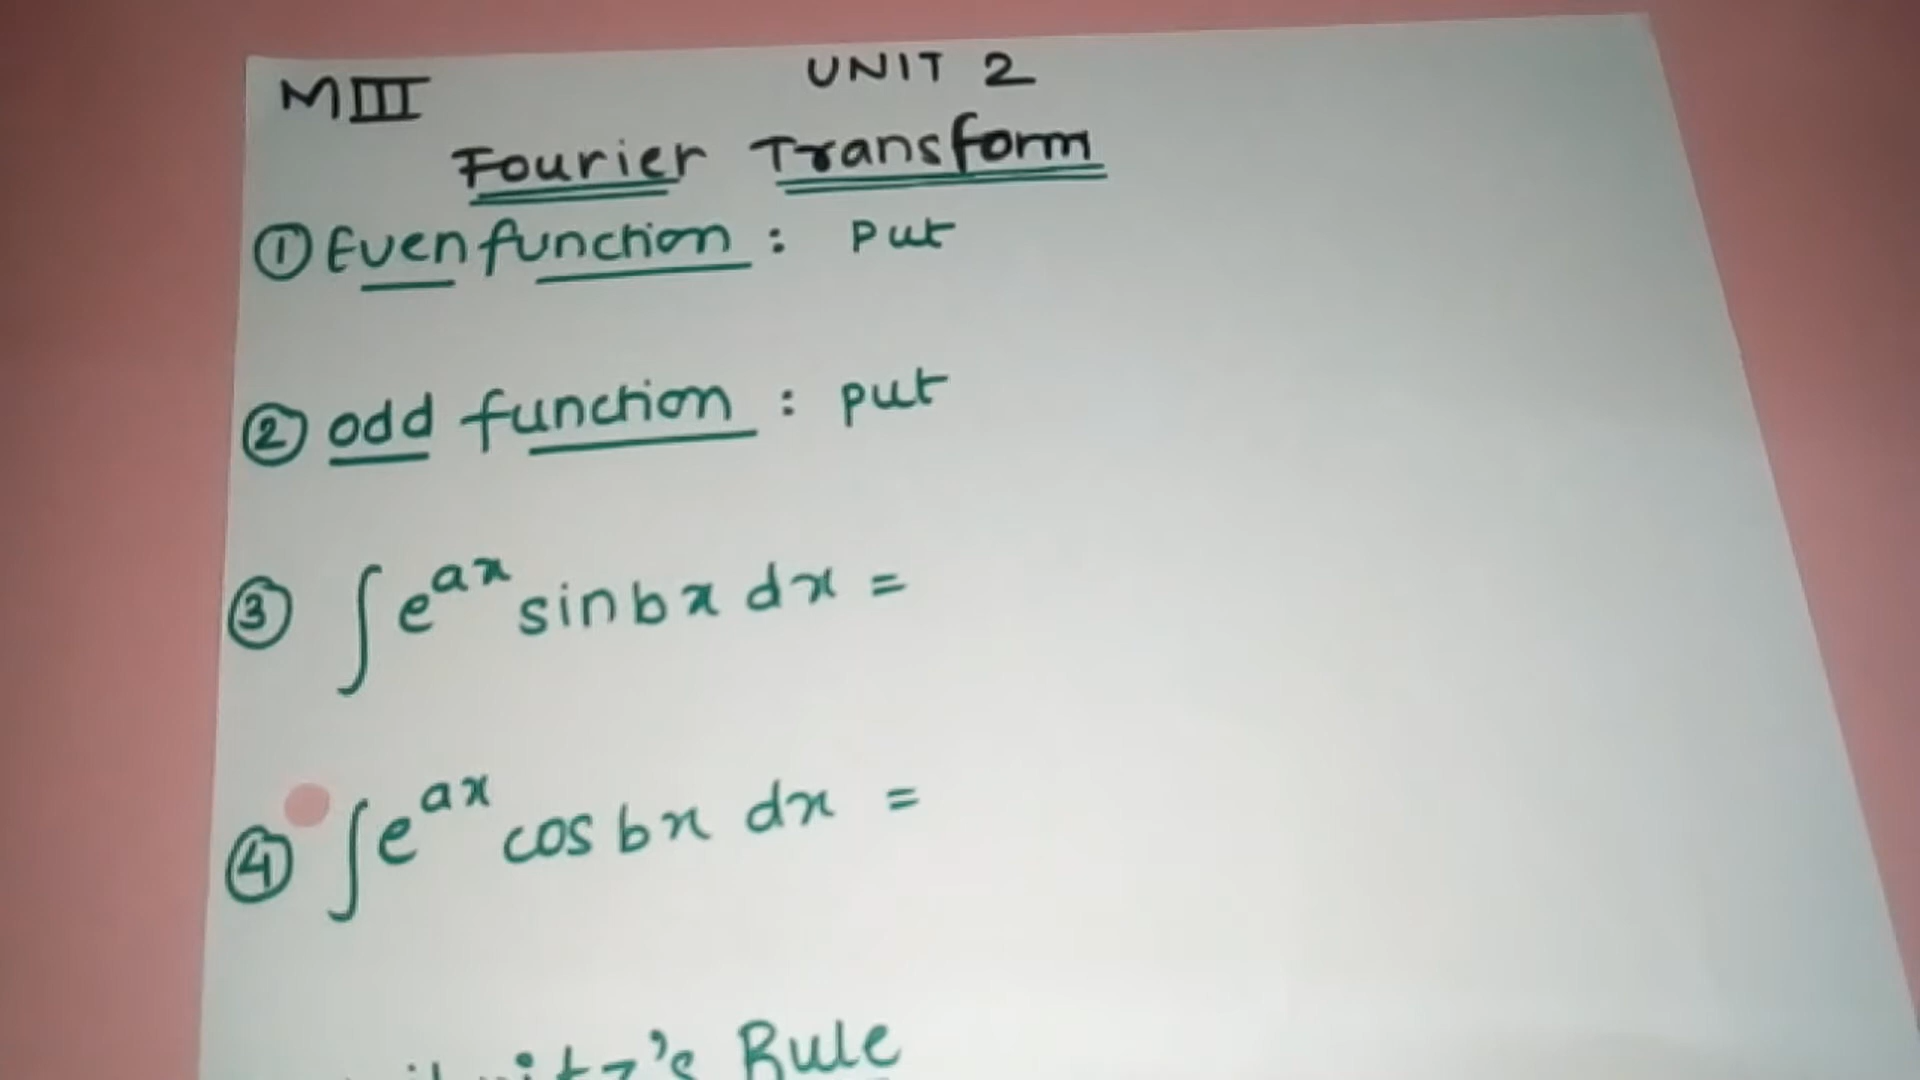 MIII UNIT 2
Fourier Transform
① Even function : put
② odd function : put
③ ∫e^ax sinbx dx =
④ ∫e^ax cos bx dx =
Rule